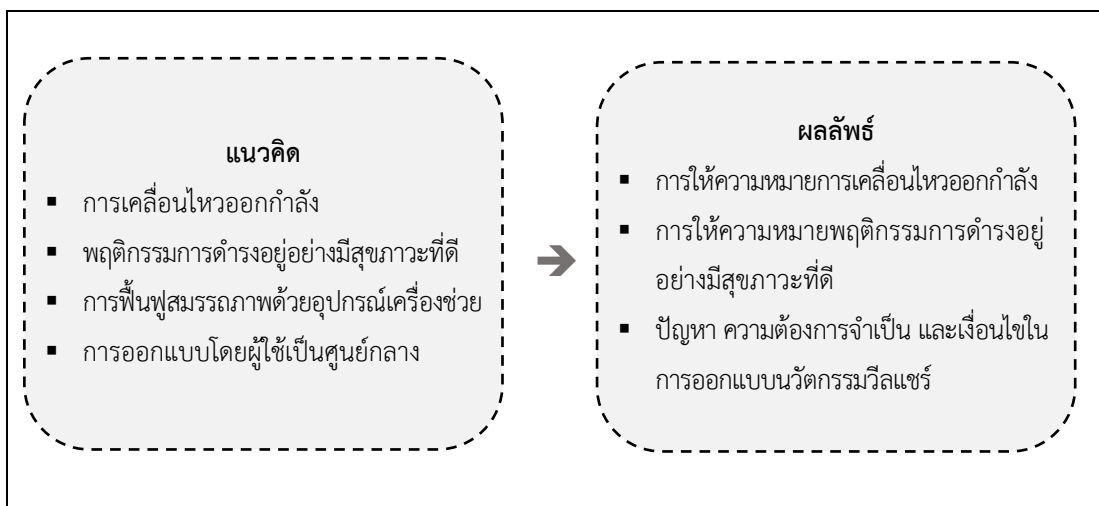 แนวคิด
▪ การเคลื่อนไหวออกกำลัง
▪ พฤติกรรมการดำรงอยู่อย่างมีสุขภาวะที่ดี
▪ การฟื้นฟูสมรรถภาพด้วยอุปกรณ์เครื่องช่วย
▪ การออกแบบโดยผู้ใช้เป็นศูนย์กลาง
➔
ผลลัพธ์
▪ การให้ความหมายการเคลื่อนไหวออกกำลัง
▪ การให้ความหมายพฤติกรรมการดำรงอยู่
อย่างมีสุขภาวะที่ดี
▪ ปัญหา ความต้องการจำเป็น และเงื่อนไขใน
การออกแบบนวัตกรรมวีลแชร์